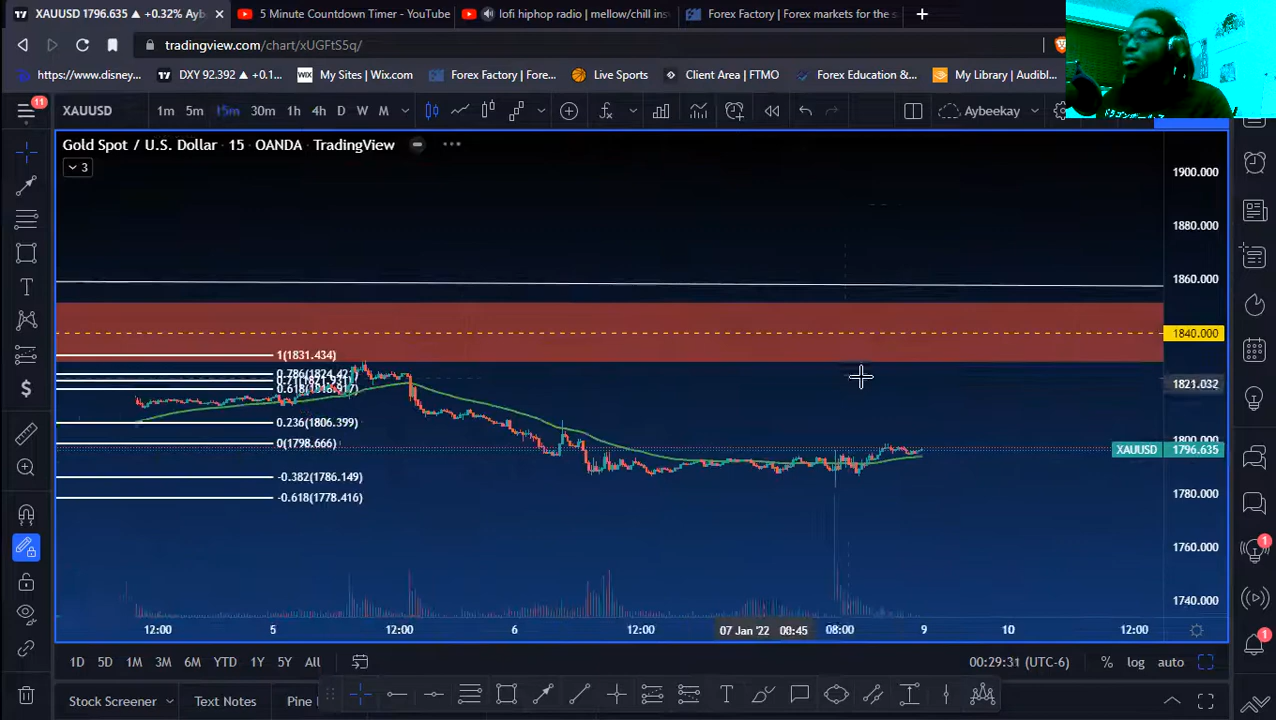 XAUUSD 1796.635 ▲ +0.32% Ayb
5 Minute Countdown Timer - YouTube
lofi hiphop radio | mellow/chill ins
Forex Factory | Forex markets for the s
tradingview.com/chart/xUGFtS5q/
https://www.disney...
DXY 92.392 ▲ +0.1...
My Sites | Wix.com
Forex Factory | Fore...
Live Sports
Client Area | FTMO
Forex Education &...
My Library | Audibl...
11
XAUUSD
1m 5m 15m 30m 1h 4h D W M
Aybeekay
Gold Spot / U.S. Dollar · 15 · OANDA · TradingView
3
1900.000
1880.000
1860.000
1840.000
1(1831.434)
1821.032
0.236(1806.399)
0(1798.666)
1800.000
XAUUSD 1796.635
-0.382(1786.149)
-0.618(1778.416)
1780.000
1760.000
1740.000
12:00 5 12:00 6 12:00 07 Jan '22 00:45 08:00 9 10 12:00
1D 5D 1M 3M 6M YTD 1Y 5Y All
00:29:31 (UTC-6)
% log auto
Stock Screener
Text Notes
Pine
1
1
1